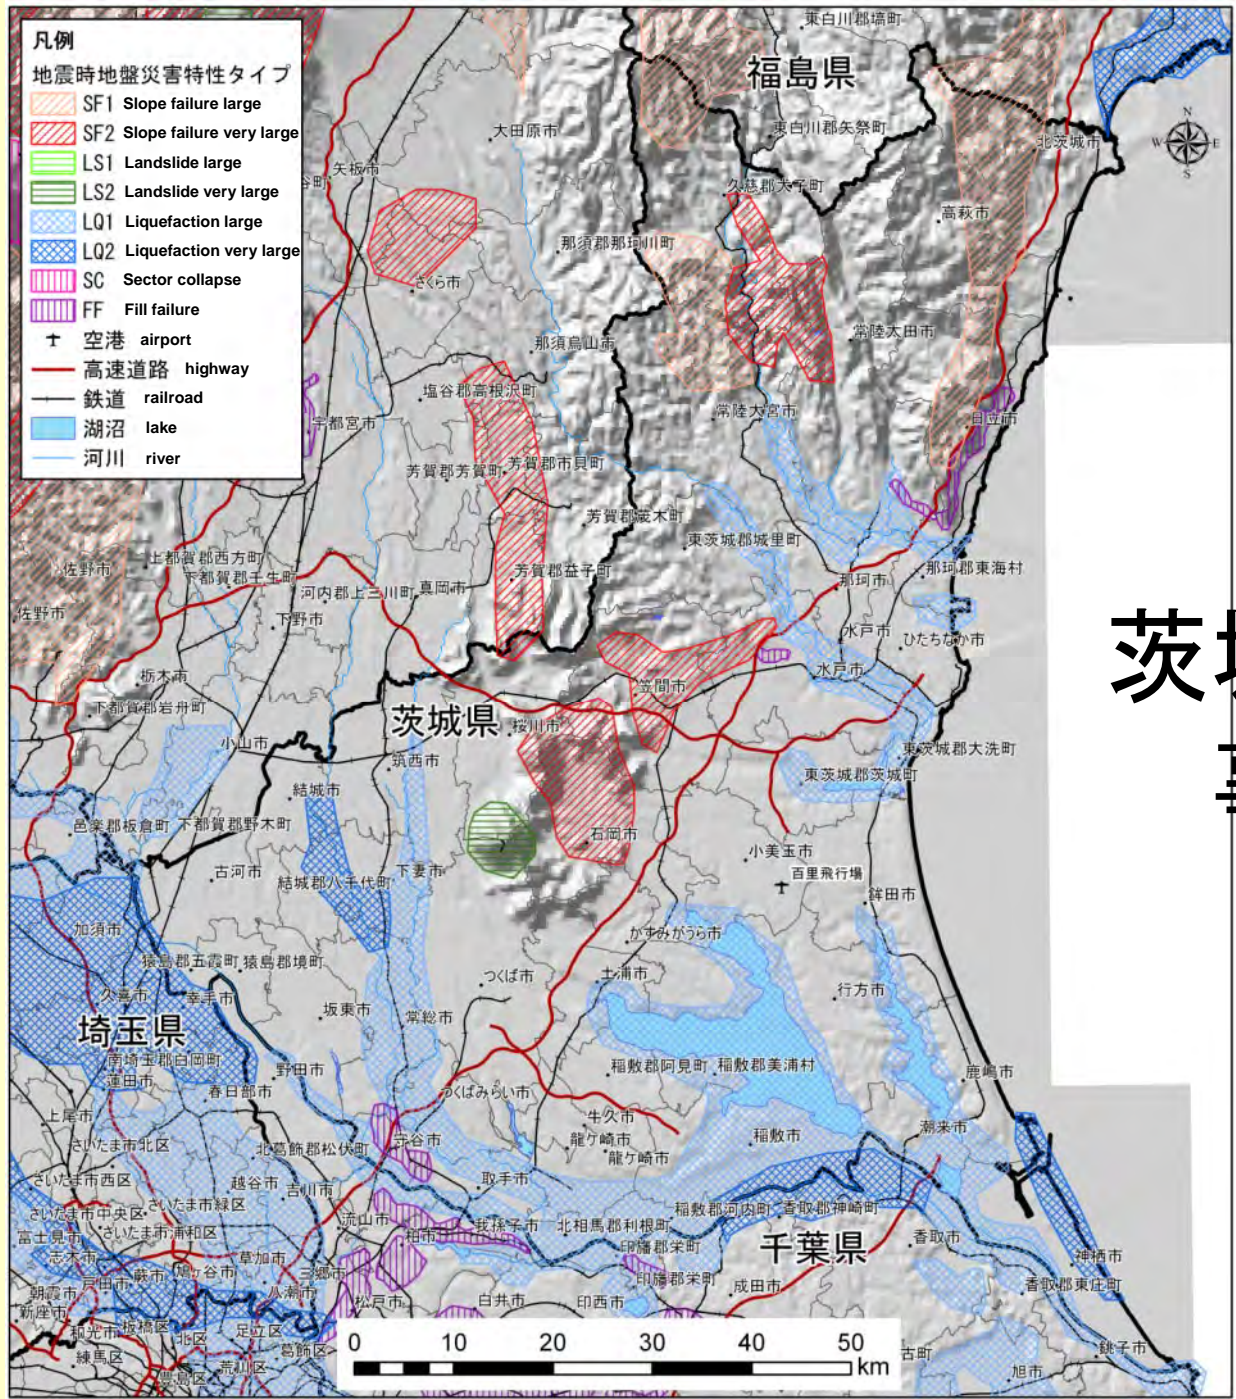 凡例
地震時地盤災害特性タイプ
SF1 Slope failure large
SF2 Slope failure very large
LS1 Landslide large
LS2 Landslide very large
LQ1 Liquefaction large
LQ2 Liquefaction very large
SC Sector collapse
FF Fill failure
空港 airport
高速道路 highway
鉄道 railroad
湖沼 lake
河川 river
東白川郡塙町
福島県
大田原市
東白川郡矢祭町
北茨城市
N
W E
S
矢板市
谷町
久慈郡大子町
高萩市
那須郡那珂川町
さくら市
常陸太田市
那須烏山市
塩谷郡高根沢町
常陸大宮市
宇都宮市
日立市
芳賀郡芳賀町
芳賀郡市貝町
芳賀郡茂木町
東茨城郡城里町
上都賀郡西方町
佐野市
下都賀郡壬生町
芳賀郡益子町
那珂郡東海村
那珂市
河内郡上三川町
真岡市
佐野市
下野市
水戸市
ひたちなか市
栃木市
水戸市
笠間市
茨城
下都賀郡岩舟町
茨城県
桜川市
小山市
東茨城郡大洗町
筑西市
東茨城郡茨城町
結城市
邑楽郡板倉町
下都賀郡野木町
石岡市
小美玉市
古河市
結城郡八千代町
下妻市
百里飛行場
鉾田市
加須市
かすみがうら市
猿島郡五霞町
猿島郡境町
つくば市
土浦市
久喜市
幸手市
行方市
坂東市
常総市
埼玉県
南埼玉郡白岡町
稲敷郡阿見町
稲敷郡美浦村
蓮田市
野田市
鹿嶋市
春日部市
つくばみらい市
上尾市
牛久市
潮来市
さいたま市北区
北葛飾郡松伏町
守谷市
龍ケ崎市
稲敷市
龍ケ崎市
さいたま市西区
越谷市
吉川市
取手市
さいたま市中央区
さいたま市緑区
流山市
我孫子市
北相馬郡利根町
稲敷郡河内町
香取郡神崎町
富士見市
さいたま市浦和区
柏市
印旛郡栄町
千葉県
香取市
志木市
草加市
神栖市
戸田市
蕨市
鳩ヶ谷市
三郷市
印旛郡栄町
成田市
香取郡東庄町
朝霞市
八潮市
松戸市
白井市
印西市
新座市
和光市
板橋区
北区
足立区
練馬区
葛飾区
銚子市
豊島区
荒川区
古町
旭市
0 10 20 30 40 50
km